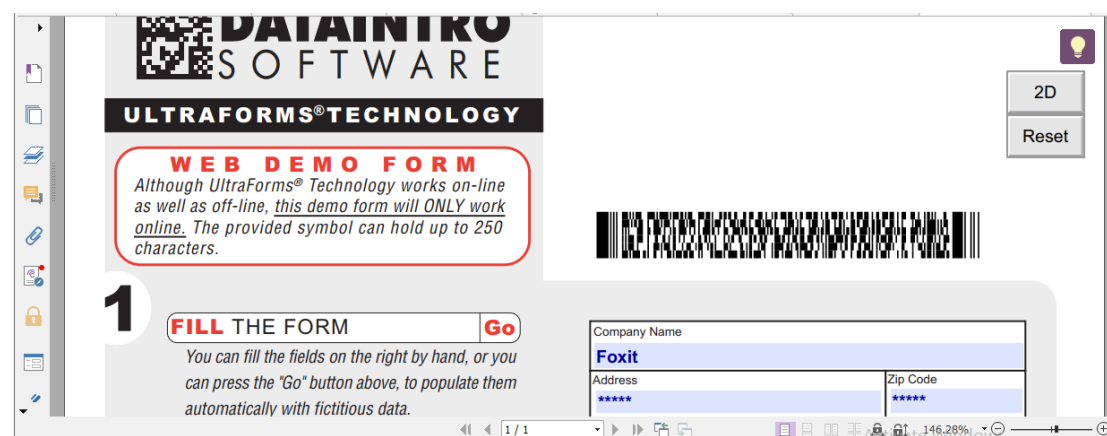 DATAINTRO
SOFTWARE
ULTRAFORMS®TECHNOLOGY
WEB DEMO FORM
Although UltraForms® Technology works on-line
as well as off-line, this demo form will ONLY work
online. The provided symbol can hold up to 250
characters.
2D
Reset
1
FILL THE FORM
Go
You can fill the fields on the right by hand, or you
can press the "Go" button above, to populate them
automatically with fictitious data.
Company Name
Foxit
Address
Zip Code
*****
*****
1 / 1
146.28%